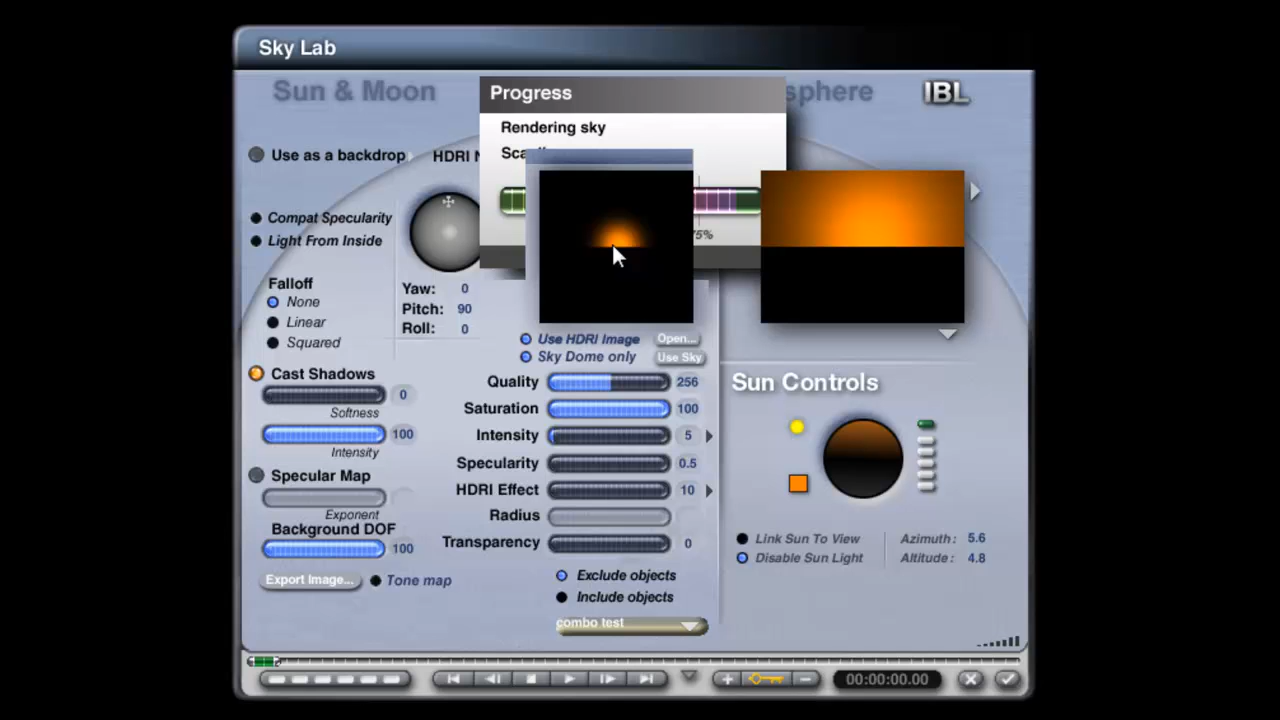 Sky Lab
Sun & Moon
sphere
IBL
Progress
Rendering sky
Use as a backdrop
HDRI
Compat Specularity
Light From Inside
5%
Falloff
None
Linear
Squared
Yaw: 0
Pitch: 90
Roll: 0
Use HDRI Image
Open...
Sky Dome only
Use Sky
Cast Shadows
0
Softness
100
Intensity
Specular Map
Exponent
Background DOF
100
Export Image...
Tone map
Quality 256
Saturation 100
Intensity 5
Specularity 0.5
HDRI Effect 10
Radius
Transparency 0
Exclude objects
Include objects
combo test
Sun Controls
Link Sun To View
Disable Sun Light
Azimuth: 5.6
Altitude: 4.8
00:00:00.00